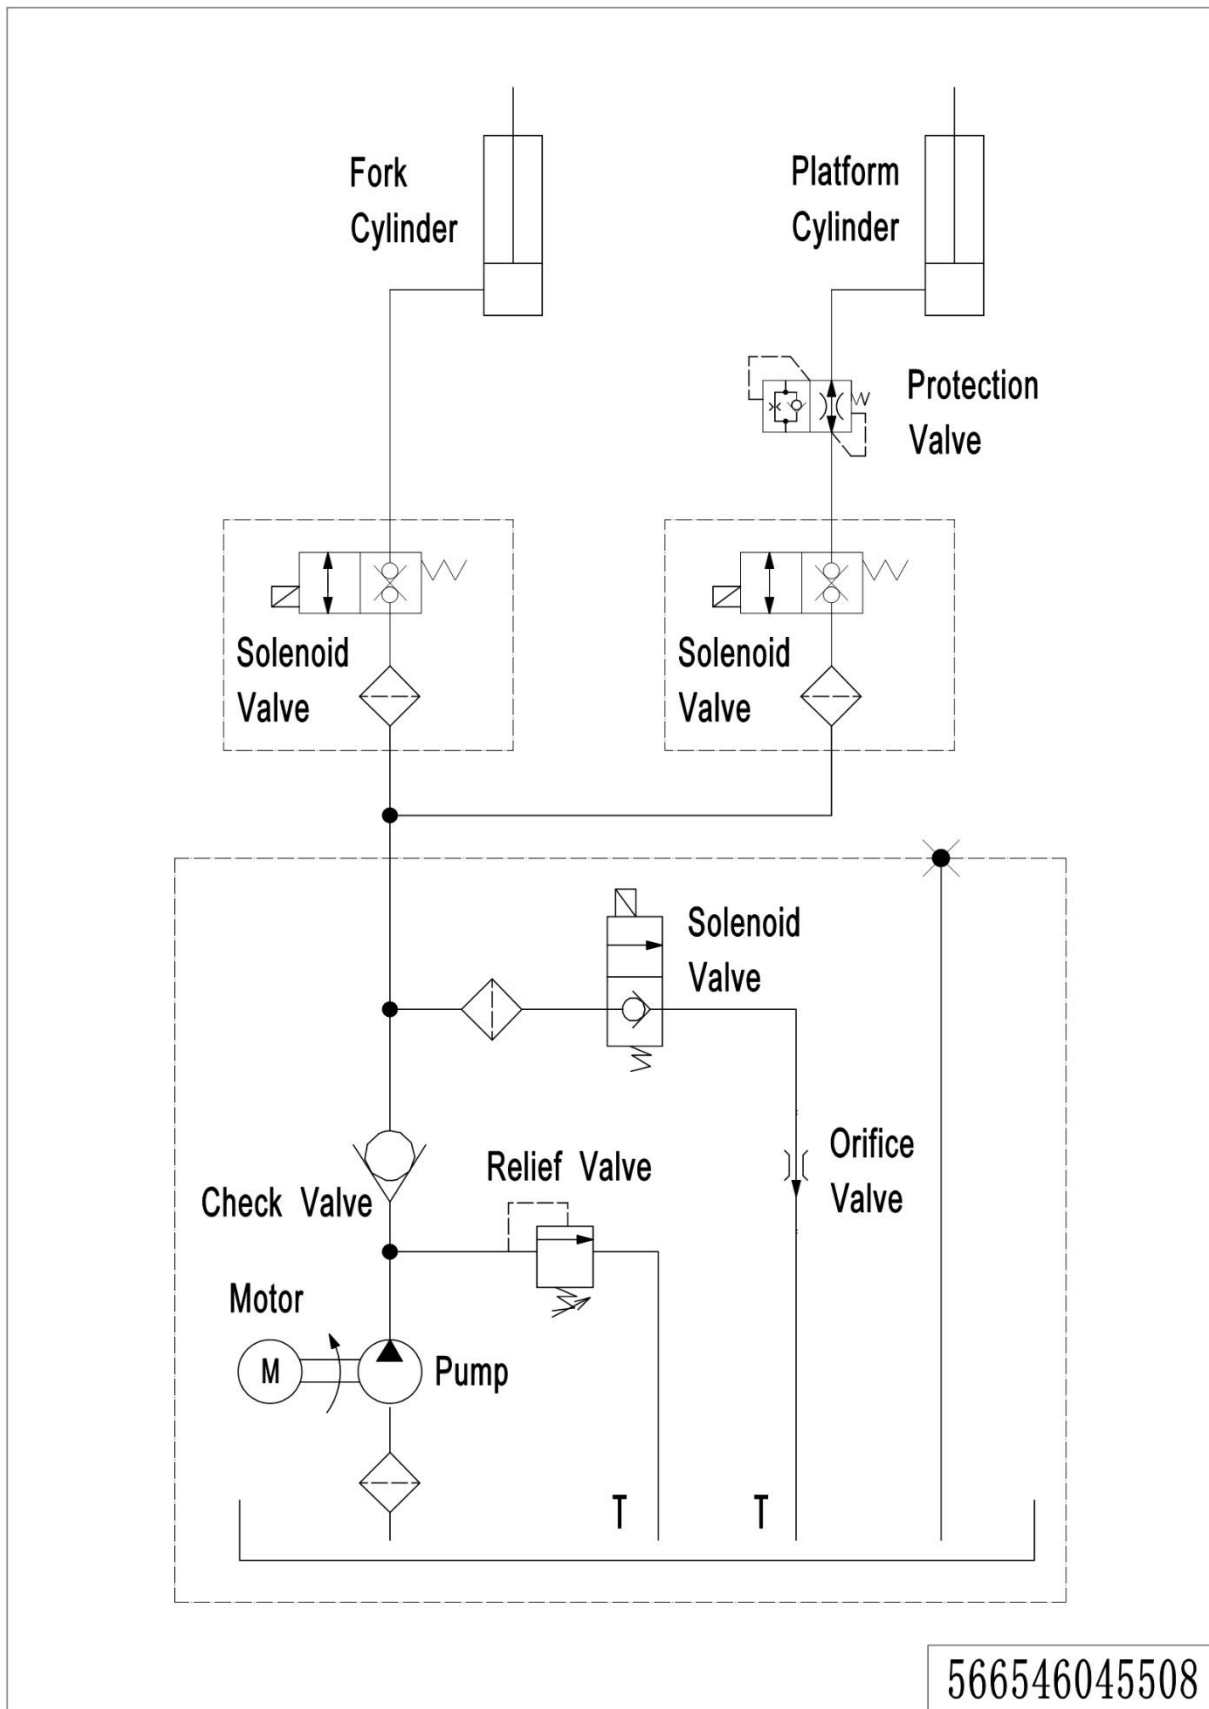 Fork
Cylinder
Platform
Cylinder
Protection
Valve
Solenoid
Valve
Solenoid
Valve
Solenoid
Valve
Orifice
Valve
Relief Valve
Check Valve
Motor
M
Pump
T
T
566546045508